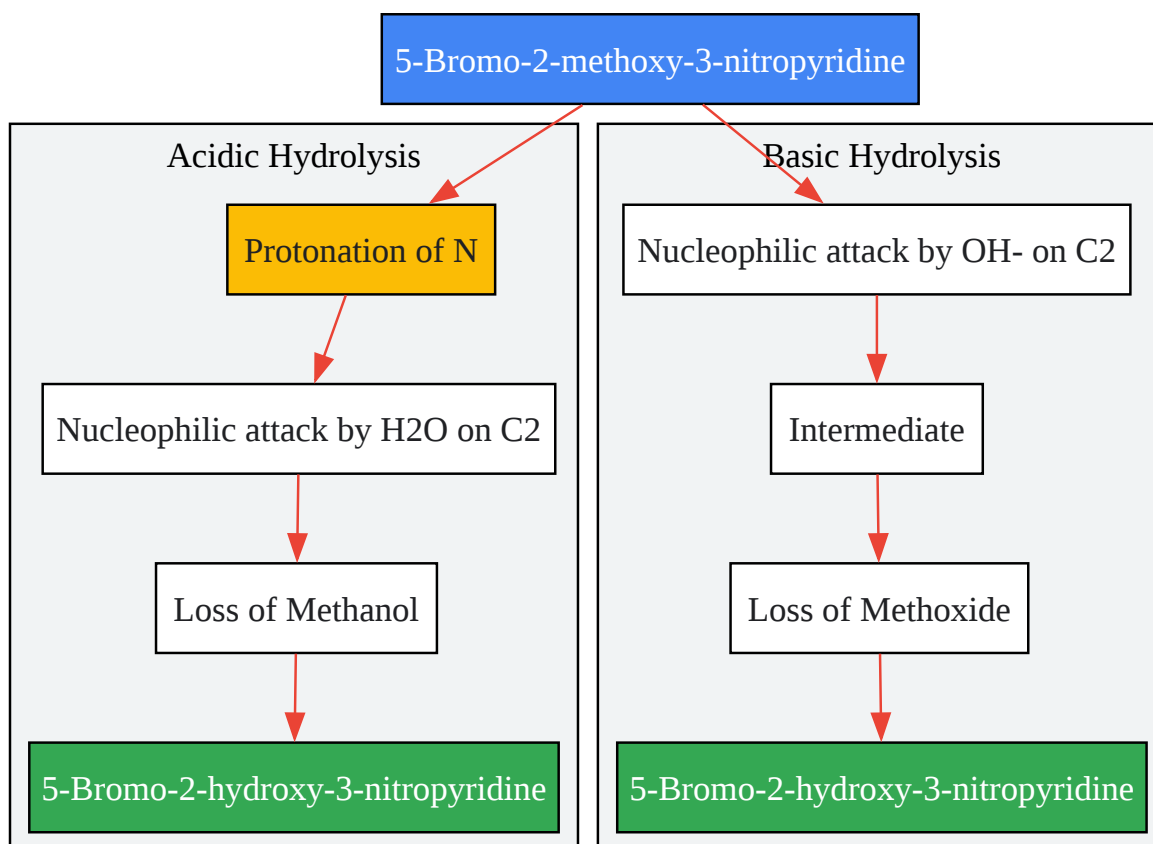 5-Bromo-2-methoxy-3-nitropyridine
Acidic Hydrolysis
Protonation of N
Nucleophilic attack by H2O on C2
Loss of Methanol
5-Bromo-2-hydroxy-3-nitropyridine
Basic Hydrolysis
Nucleophilic attack by OH- on C2
Intermediate
Loss of Methoxide
5-Bromo-2-hydroxy-3-nitropyridine